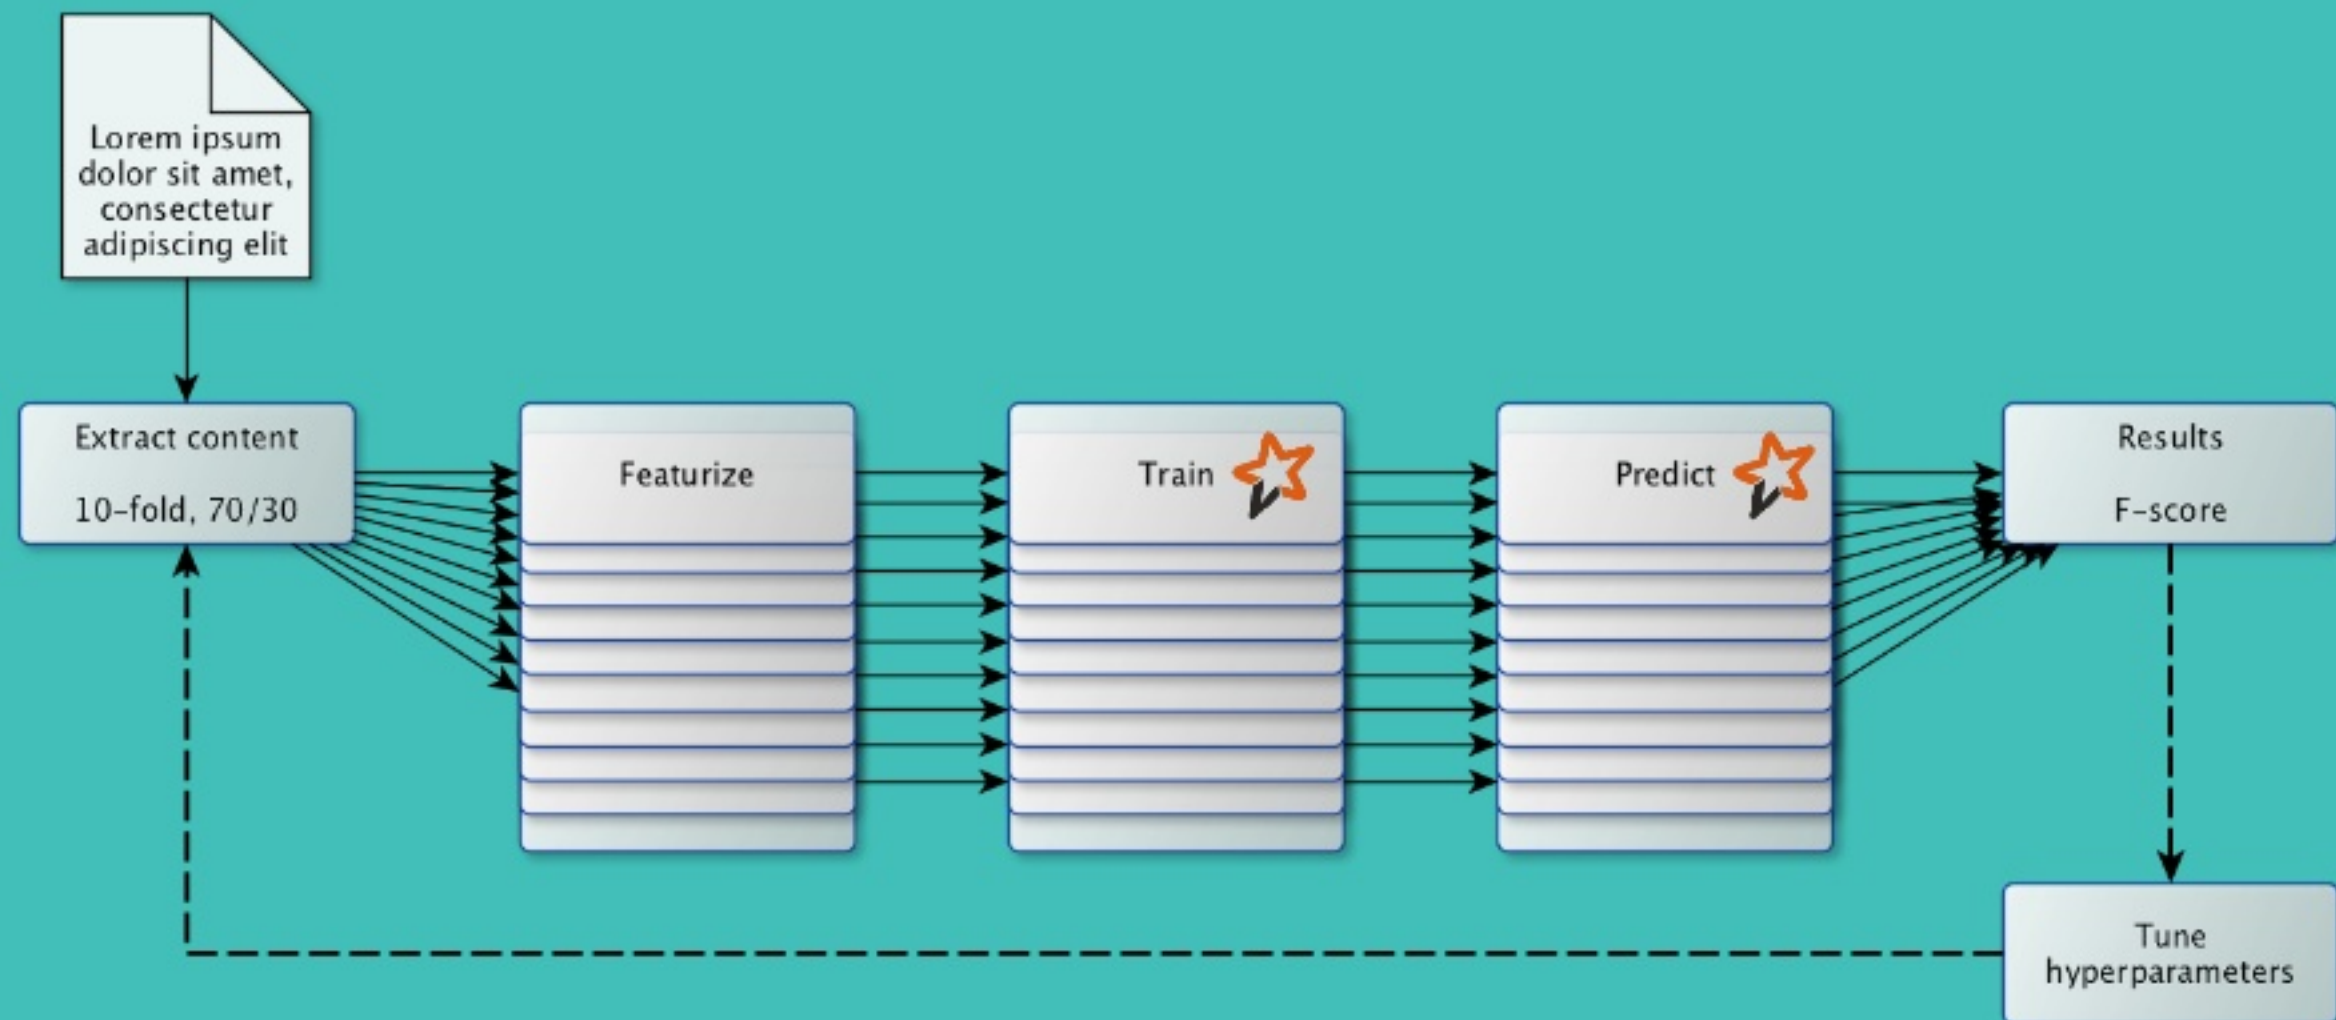 Lorem ipsum
dolor sit amet,
consectetur
adipiscing elit
Extract content
10-fold, 70/30
Featurize
Train
Predict
Results
F-score
Tune
hyperparameters